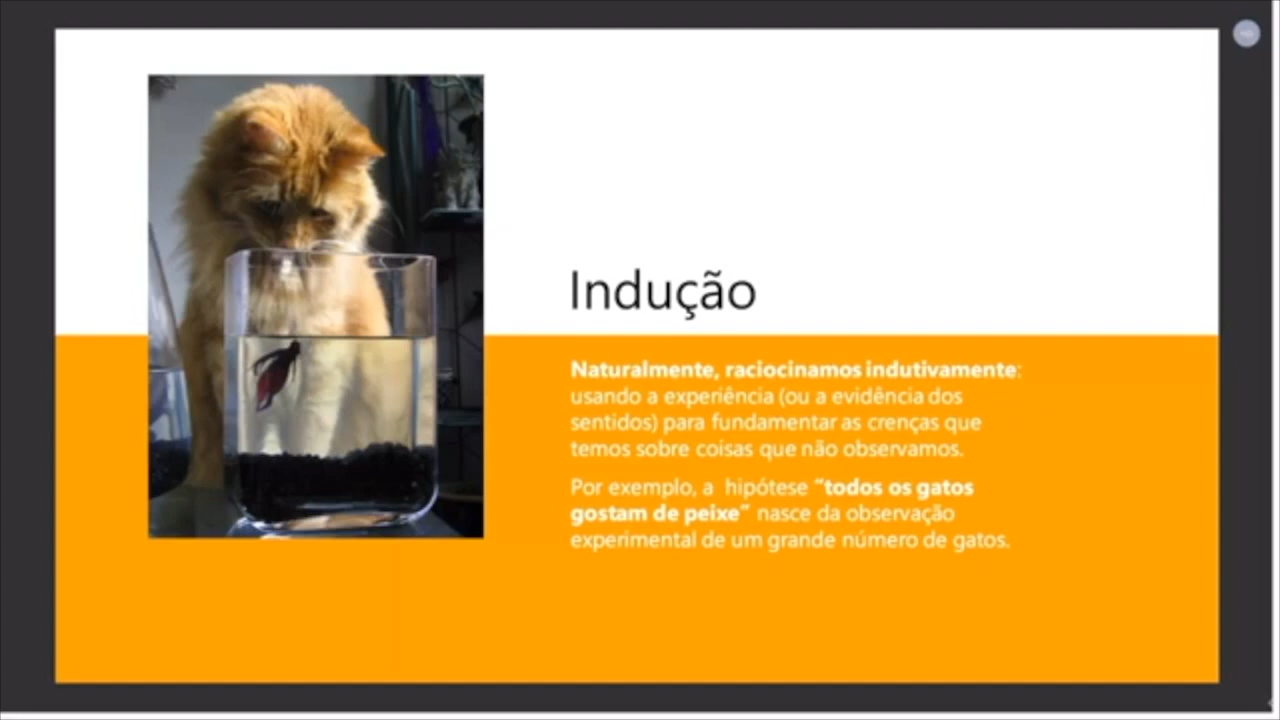 Indução
Naturalmente, raciocinamos indutivamente:
usando a experiência (ou a evidência dos
sentidos) para fundamentar as crenças que
temos sobre coisas que não observamos.
Por exemplo, a hipótese “todos os gatos
gostam de peixe” nasce da observação
experimental de um grande número de gatos.